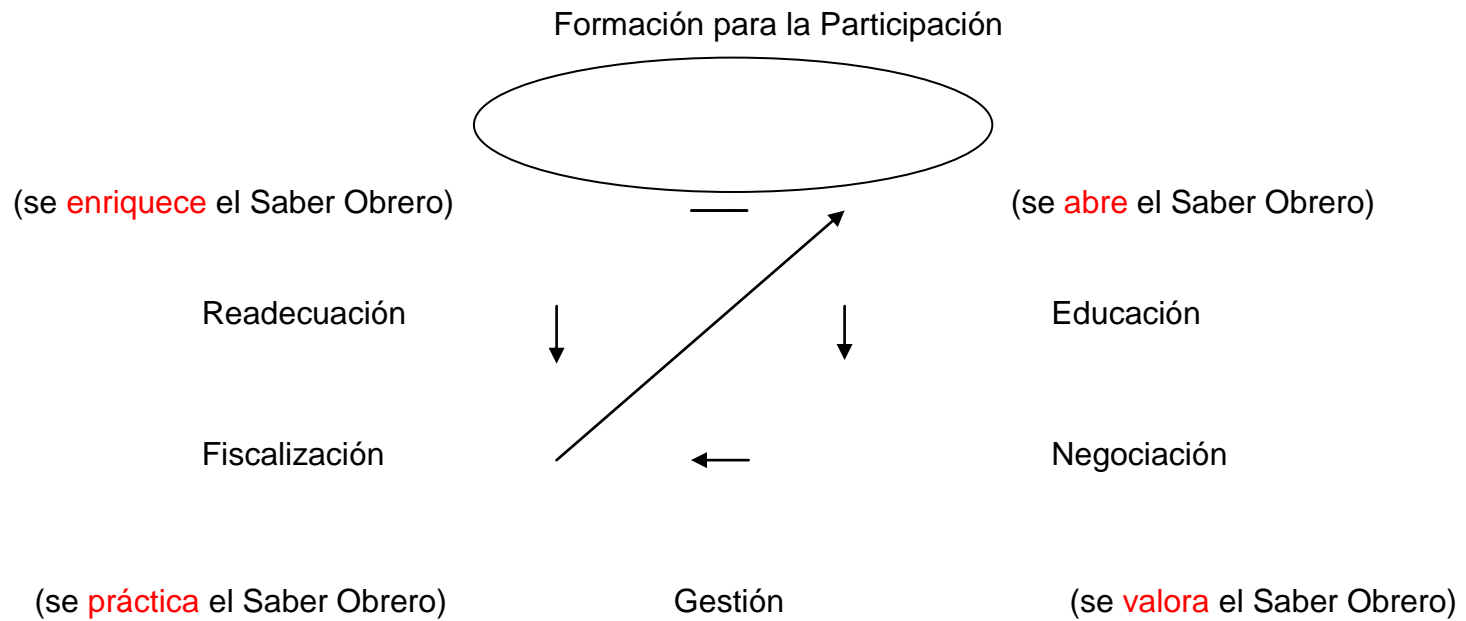 Formación para la Participación
(se enriquece el Saber Obrero) (se abre el Saber Obrero)
Readecuación Educación
Fiscalización Negociación
(se práctica el Saber Obrero) Gestión (se valora el Saber Obrero)